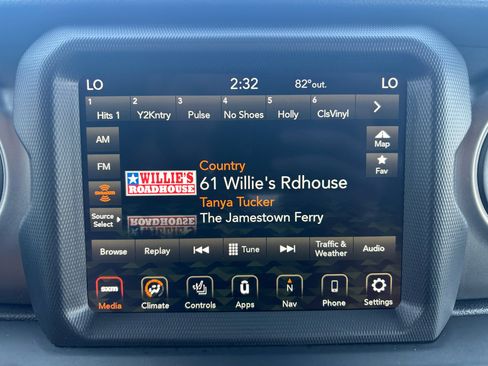 LO 2:32 82°out. LO
1 2 3 4 5 6
Hits 1 Y2Kntry Pulse No Shoes Holly ClsVinyl
AM
Map
FM
Fav
Country
WILLIE'S
ROADHOUSE
61 Willie's Rdhouse
Tanya Tucker
Source
Select
The Jamestown Ferry
ROADHOUSE
Browse Replay Tune Traffic &
Weather Audio
sxm N
Media Climate Controls Apps Nav Phone Settings